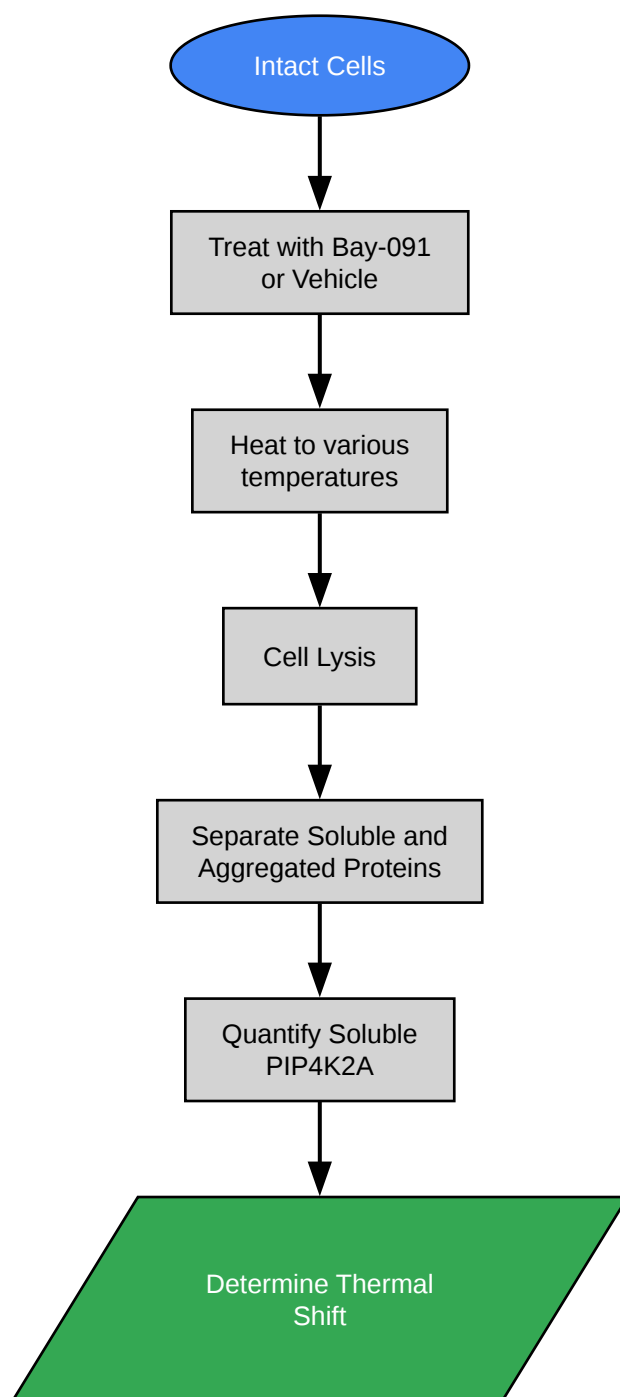 Intact Cells
Treat with Bay-091
or Vehicle
Heat to various
temperatures
Cell Lysis
Separate Soluble and
Aggregated Proteins
Quantify Soluble
PIP4K2A
Determine Thermal
Shift